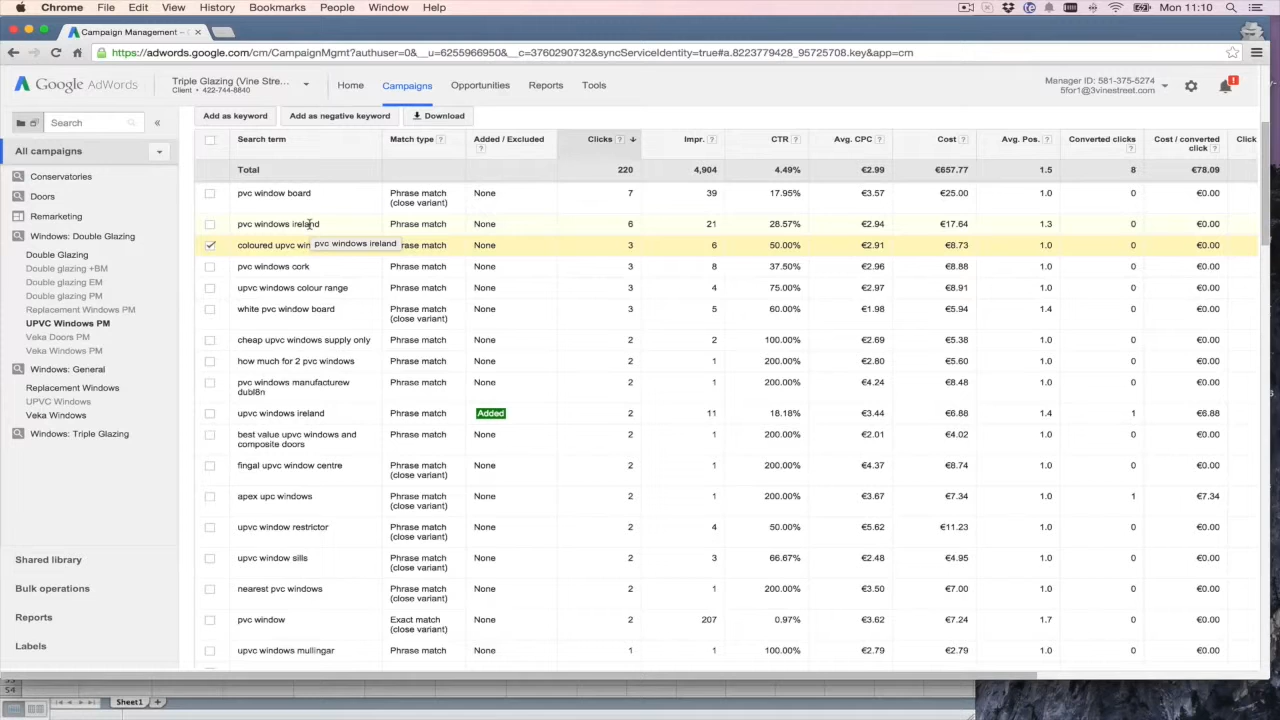 Chrome File Edit View History Bookmarks People Window Help Mon 11:10
Campaign Management –
https://adwords.google.com/cm/CampaignMgmt?authuser=0&__u=6255966950&__c=3760290732&syncServiceIdentity=true#a.8223779428_95725708.key&app=cm
Google AdWords
Triple Glazing (Vine Stre...
Client • 422-744-8840
Home Campaigns Opportunities Reports Tools
Manager ID: 581-375-5274
5for1@3vinestreet.com
1
Search «
All campaigns
Conservatories
Doors
Remarketing
Windows: Double Glazing
Double Glazing
Double glazing +BM
Double glazing EM
Double glazing PM
Replacement Windows PM
UPVC Windows PM
Veka Doors PM
Veka Windows PM
Windows: General
Replacement Windows
UPVC Windows
Veka Windows
Windows: Triple Glazing
Shared library
Bulk operations
Reports
Labels
Add as keyword Add as negative keyword Download
Search term Match type ? Added / Excluded ? Clicks ? ↓ Impr. ? CTR ? Avg. CPC ? Cost ? Avg. Pos. ? Converted clicks ? Cost / converted click ? Click
Total 220 4,904 4.49% €2.99 €657.77 1.5 8 €78.09
pvc window board Phrase match (close variant) None 7 39 17.95% €3.57 €25.00 1.0 0 €0.00
pvc windows ireland Phrase match None 6 21 28.57% €2.94 €17.64 1.3 0 €0.00
coloured upvc win rase match None 3 6 50.00% €2.91 €8.73 1.0 0 €0.00
pvc windows ireland
pvc windows cork Phrase match None 3 8 37.50% €2.96 €8.88 1.0 0 €0.00
upvc windows colour range Phrase match None 3 4 75.00% €2.97 €8.91 1.0 0 €0.00
white pvc window board Phrase match (close variant) None 3 5 60.00% €1.98 €5.94 1.4 0 €0.00
cheap upvc windows supply only Phrase match None 2 2 100.00% €2.69 €5.38 1.0 0 €0.00
how much for 2 pvc windows Phrase match None 2 1 200.00% €2.80 €5.60 1.0 0 €0.00
pvc windows manufacturew dubl8n Phrase match None 2 1 200.00% €4.24 €8.48 1.0 0 €0.00
upvc windows ireland Phrase match Added 2 11 18.18% €3.44 €6.88 1.4 1 €6.88
best value upvc windows and composite doors Phrase match None 2 1 200.00% €2.01 €4.02 1.0 0 €0.00
fingal upvc window centre Phrase match (close variant) None 2 1 200.00% €4.37 €8.74 1.0 0 €0.00
apex upc windows Phrase match (close variant) None 2 1 200.00% €3.67 €7.34 1.0 1 €7.34
upvc window restrictor Phrase match (close variant) None 2 4 50.00% €5.62 €11.23 1.0 0 €0.00
upvc window sills Phrase match (close variant) None 2 3 66.67% €2.48 €4.95 1.0 0 €0.00
nearest pvc windows Phrase match (close variant) None 2 1 200.00% €3.50 €7.00 1.0 0 €0.00
pvc window Exact match (close variant) None 2 207 0.97% €3.62 €7.24 1.7 0 €0.00
upvc windows mullingar Phrase match None 1 1 100.00% €2.79 €2.79 1.0 0 €0.00
54
Sheet1 +